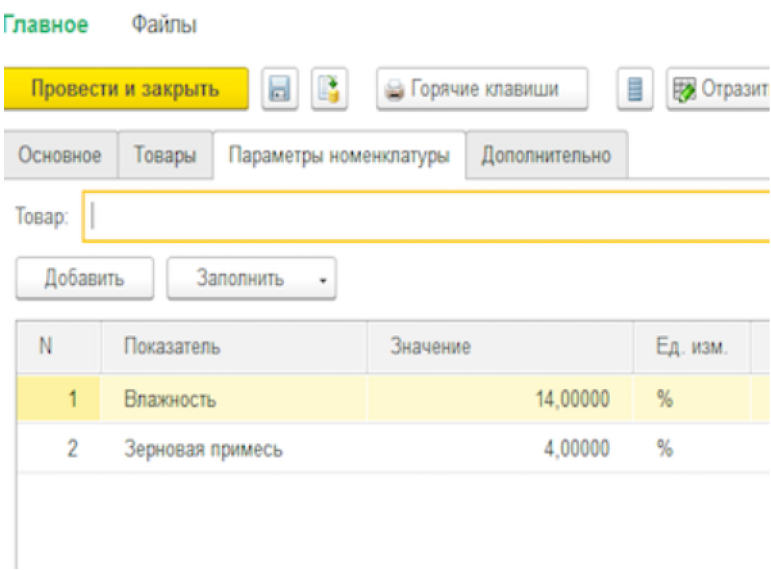 Главное Файлы
Провести и закрыть Горячие клавиши Отразит
Основное Товары Параметры номенклатуры Дополнительно
Товар:
Добавить Заполнить
N Показатель Значение Ед. изм.
1 Влажность 14,00000 %
2 Зерновая примесь 4,00000 %